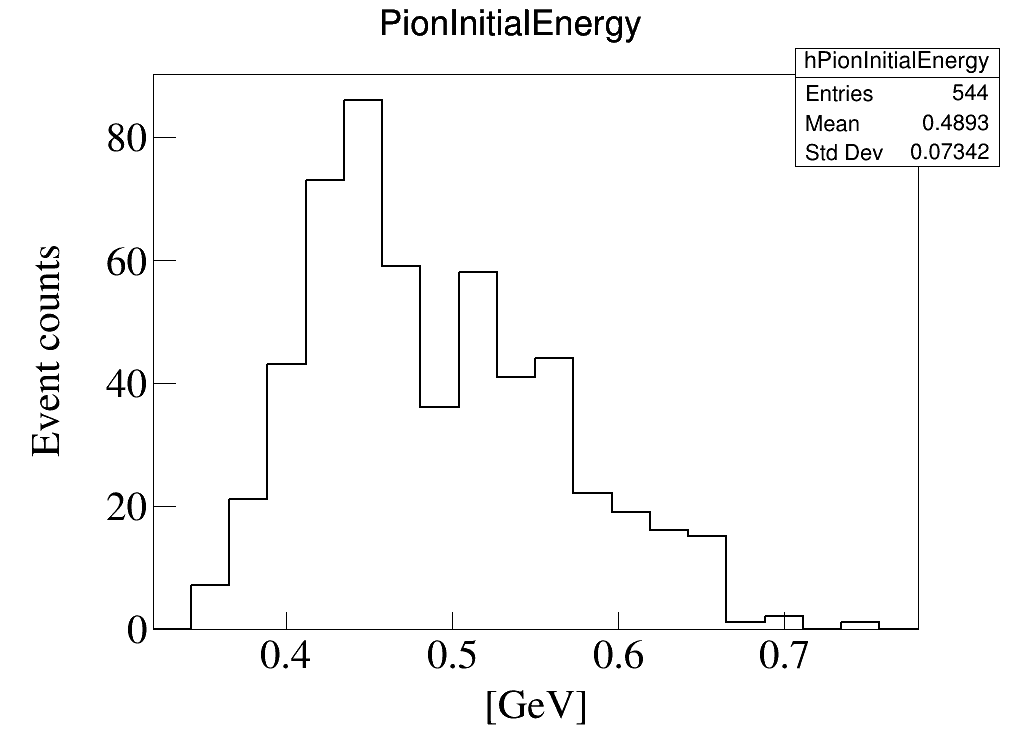 PionInitialEnergy
hPionInitialEnergy
Entries 544
Mean 0.4893
Std Dev 0.07342
80
60
40
20
0
Event counts
0.4 0.5 0.6 0.7
[GeV]